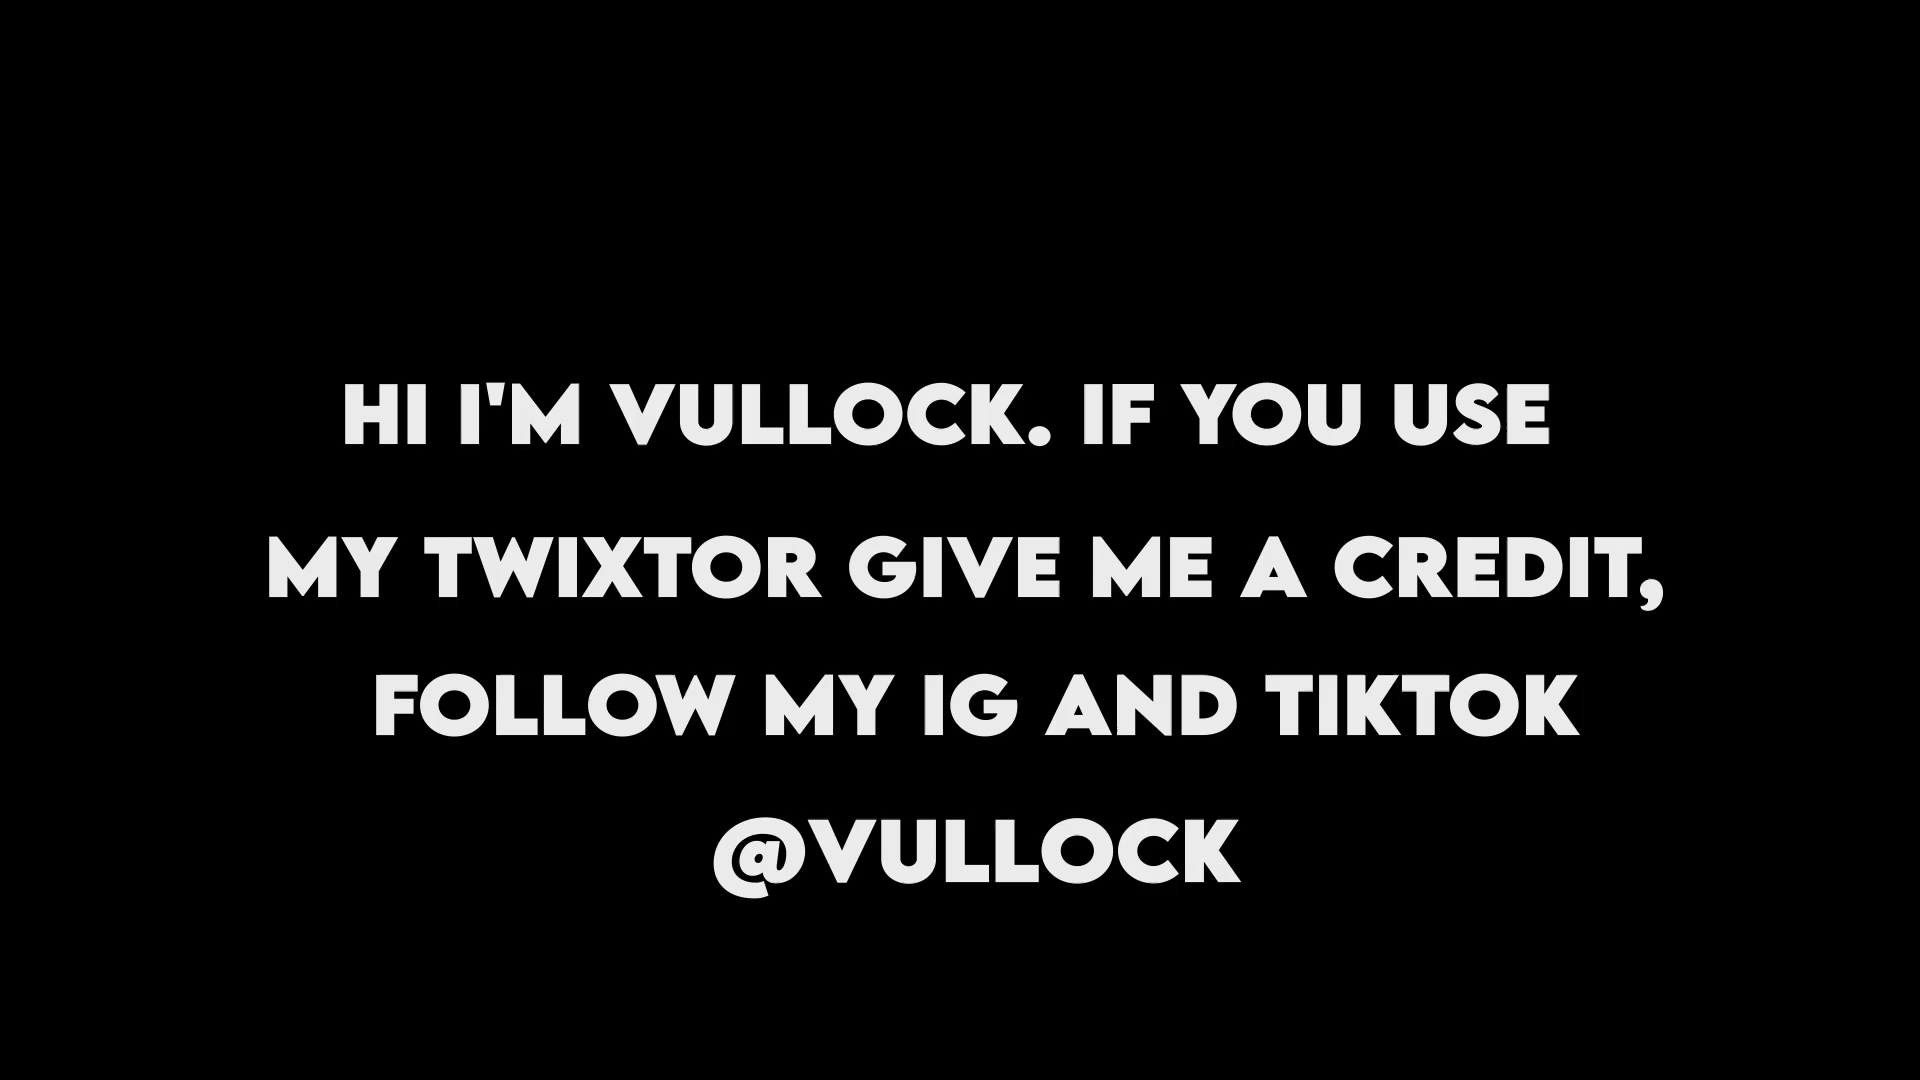 HI I'M VULLOCK. IF YOU USE
MY TWIXTOR GIVE ME A CREDIT,
FOLLOW MY IG AND TIKTOK
@VULLOCK